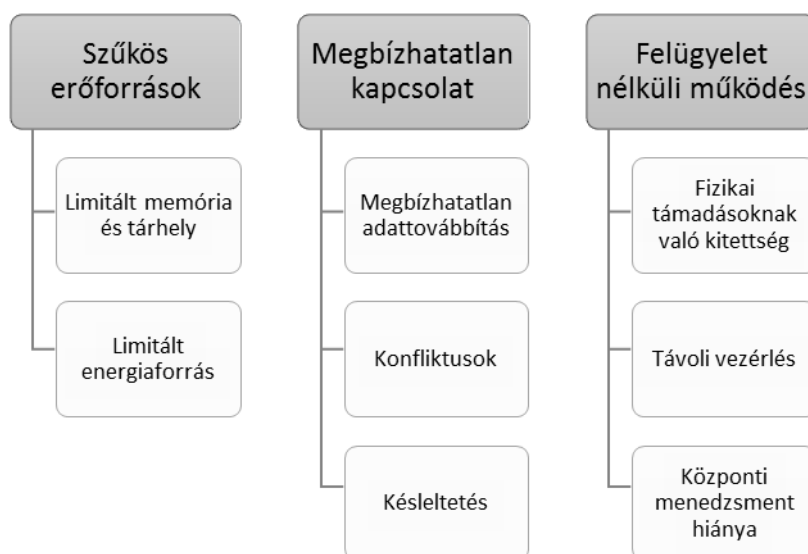 Szűkös
erőforrások
Limitált memória
és tárhely
Limitált
energiaforrás
Megbízhatatlan
kapcsolat
Megbízhatatlan
adattovábbítás
Konfliktusok
Késleltetés
Felügyelet
nélküli működés
Fizikai
támadásoknak
való kitettség
Távoli vezérlés
Központi
menedzsment
hiánya